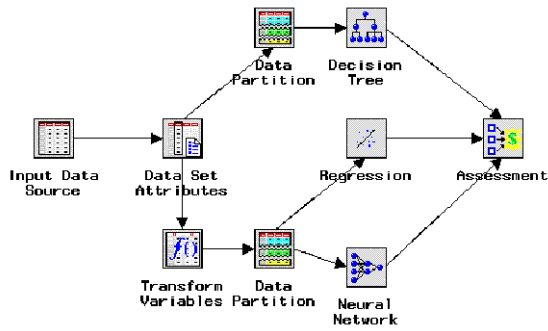 Data
Partition
Decision
Tree
Input Data
Source
Data Set
Attributes
Regression
Assessment
f()
$
Transform
Variables
Data
Partition
Neural
Network